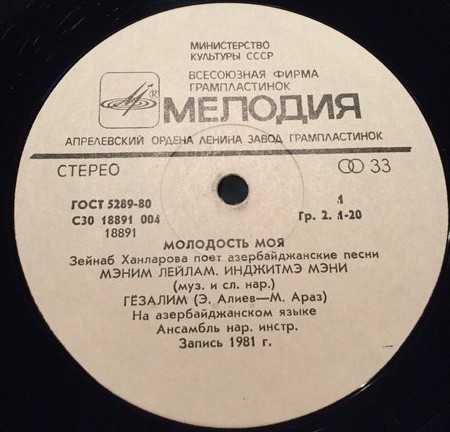 МИНИСТЕРСТВО
КУЛЬТУРЫ СССР
ВСЕСОЮЗНАЯ ФИРМА
ГРАМПЛАСТИНОК
® МЕЛОДИЯ
АПРЕЛЕВСКИЙ ОРДЕНА ЛЕНИНА ЗАВОД ГРАМПЛАСТИНОК
СТЕРЕО 33
ГОСТ 5289-80 1
С30 18891 004 Гр. 2. 1-20
18891
МОЛОДОСТЬ МОЯ
Зейнаб Ханларова поет азербайджанские песни
МЭНИМ ЛЕЙЛАМ. ИНДЖИТМЭ МЭНИ
(муз. и сл. нар.)
ГЁЗАЛИМ (Э. Алиев—М. Араз)
На азербайджанском языке
Ансамбль нар. инстр.
Запись 1981 г.